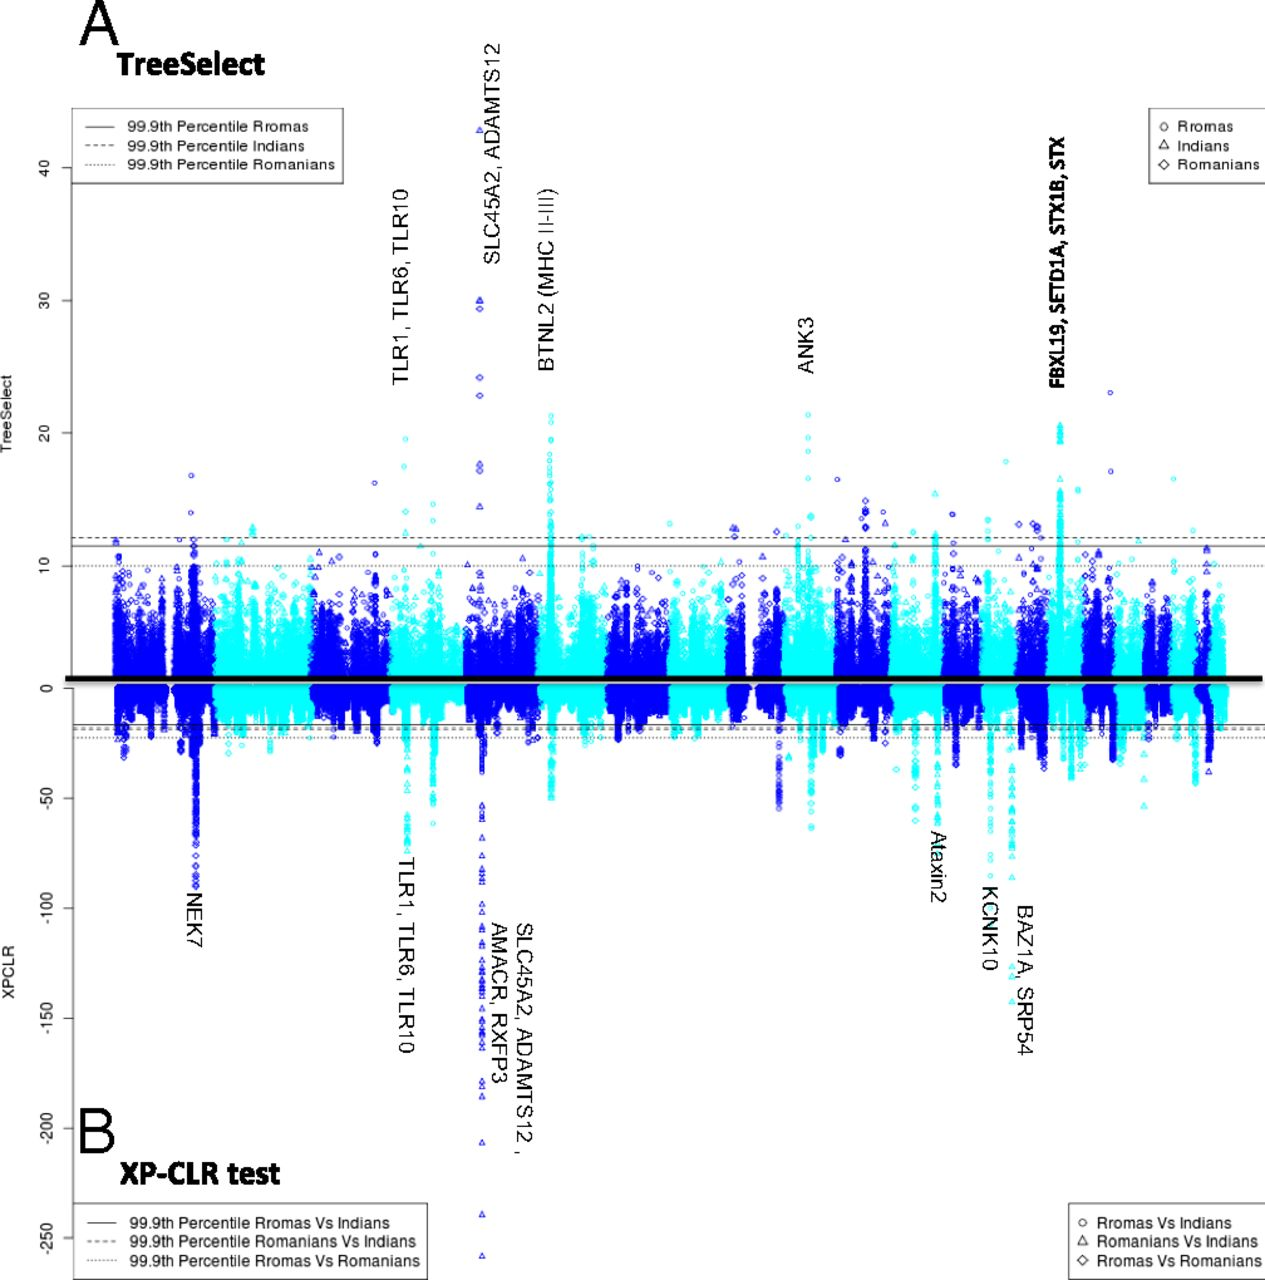 A
TreeSelect
99.9th Percentile Rromas
99.9th Percentile Indians
99.9th Percentile Romanians
Rromas
Indians
Romanians
TLR1, TLR6, TLR10
SLC45A2, ADAMTS12
BTNL2 (MHC II-III)
ANK3
FBXL19, SETD1A, STX1B, STX
TreeSelect
40
30
20
10
0
-50
-100
-150
-200
-250
XPCLR
NEK7
TLR1, TLR6, TLR10
SLC45A2, ADAMTS12 ,
AMACR, RXFP3
Ataxin2
KCNK10
BAZ1A, SRP54
B
XP-CLR test
99.9th Percentile Rromas Vs Indians
99.9th Percentile Romanians Vs Indians
99.9th Percentile Rromas Vs Romanians
Rromas Vs Indians
Romanians Vs Indians
Rromas Vs Romanians